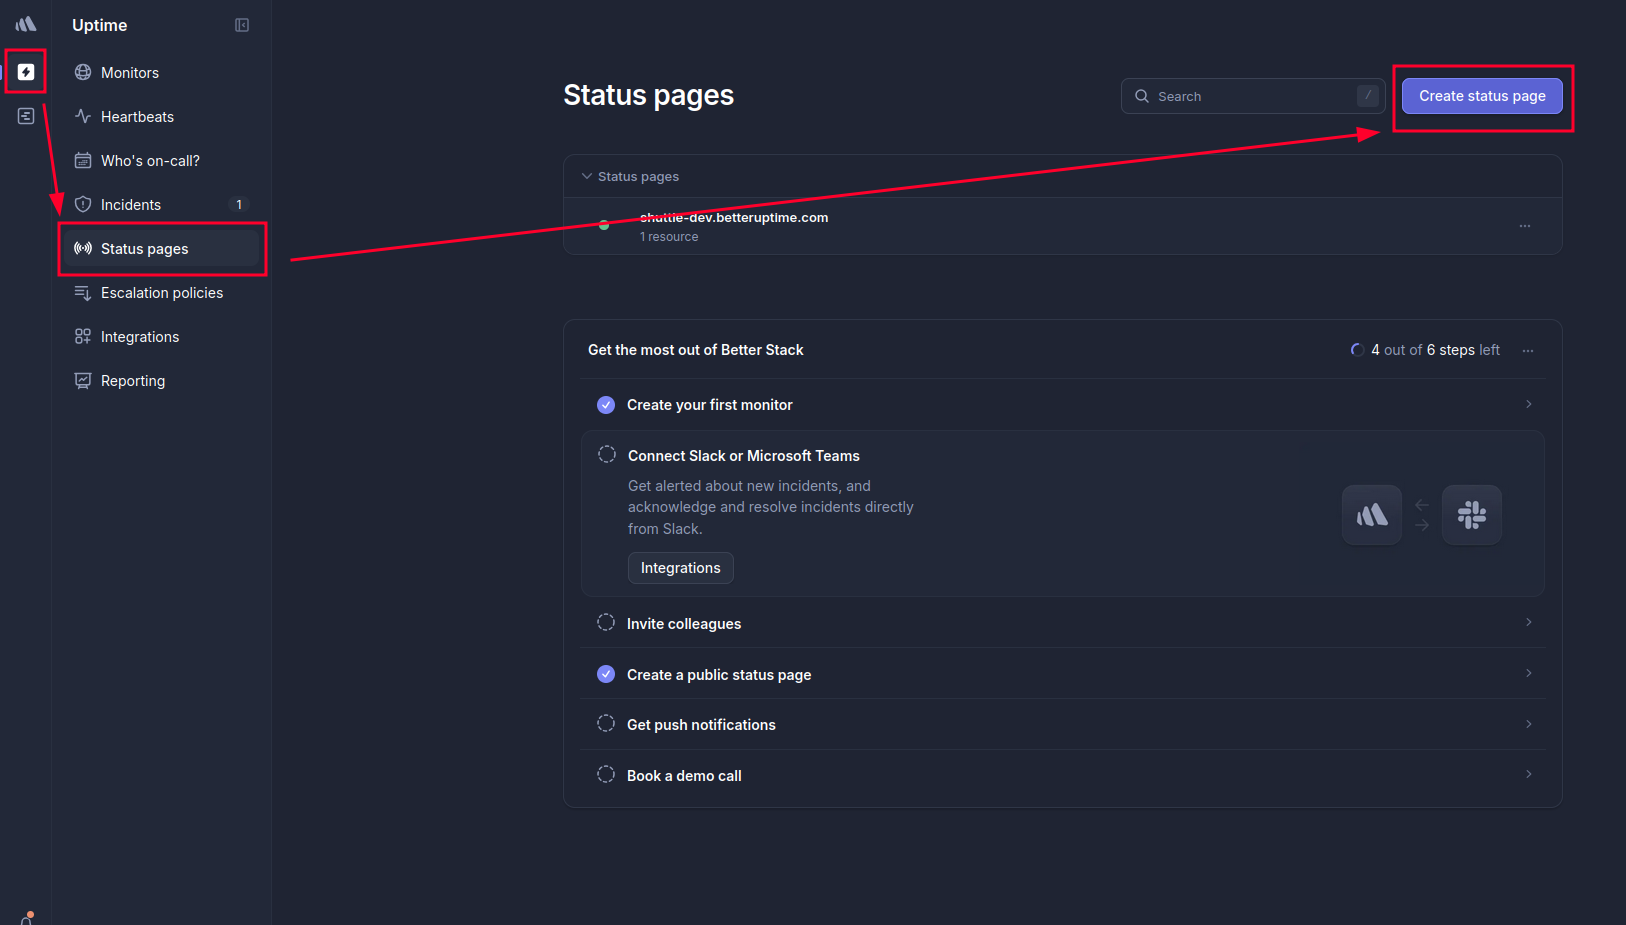 Uptime
Monitors
Heartbeats
Who's on-call?
Incidents 1
Status pages
Escalation policies
Integrations
Reporting
Status pages
Search /
Create status page
Status pages
shuttle-dev.betteruptime.com
1 resource
Get the most out of Better Stack
4 out of 6 steps left
Create your first monitor
Connect Slack or Microsoft Teams
Get alerted about new incidents, and
acknowledge and resolve incidents directly
from Slack.
Integrations
Invite colleagues
Create a public status page
Get push notifications
Book a demo call